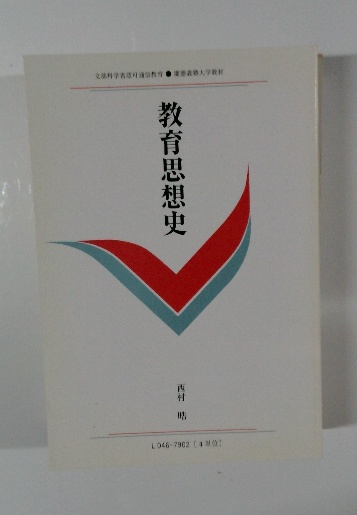 文部科学省認可通信教育●慶應義塾大学教材
教育思想史
西村 晧
L 046-7902〔4単位〕